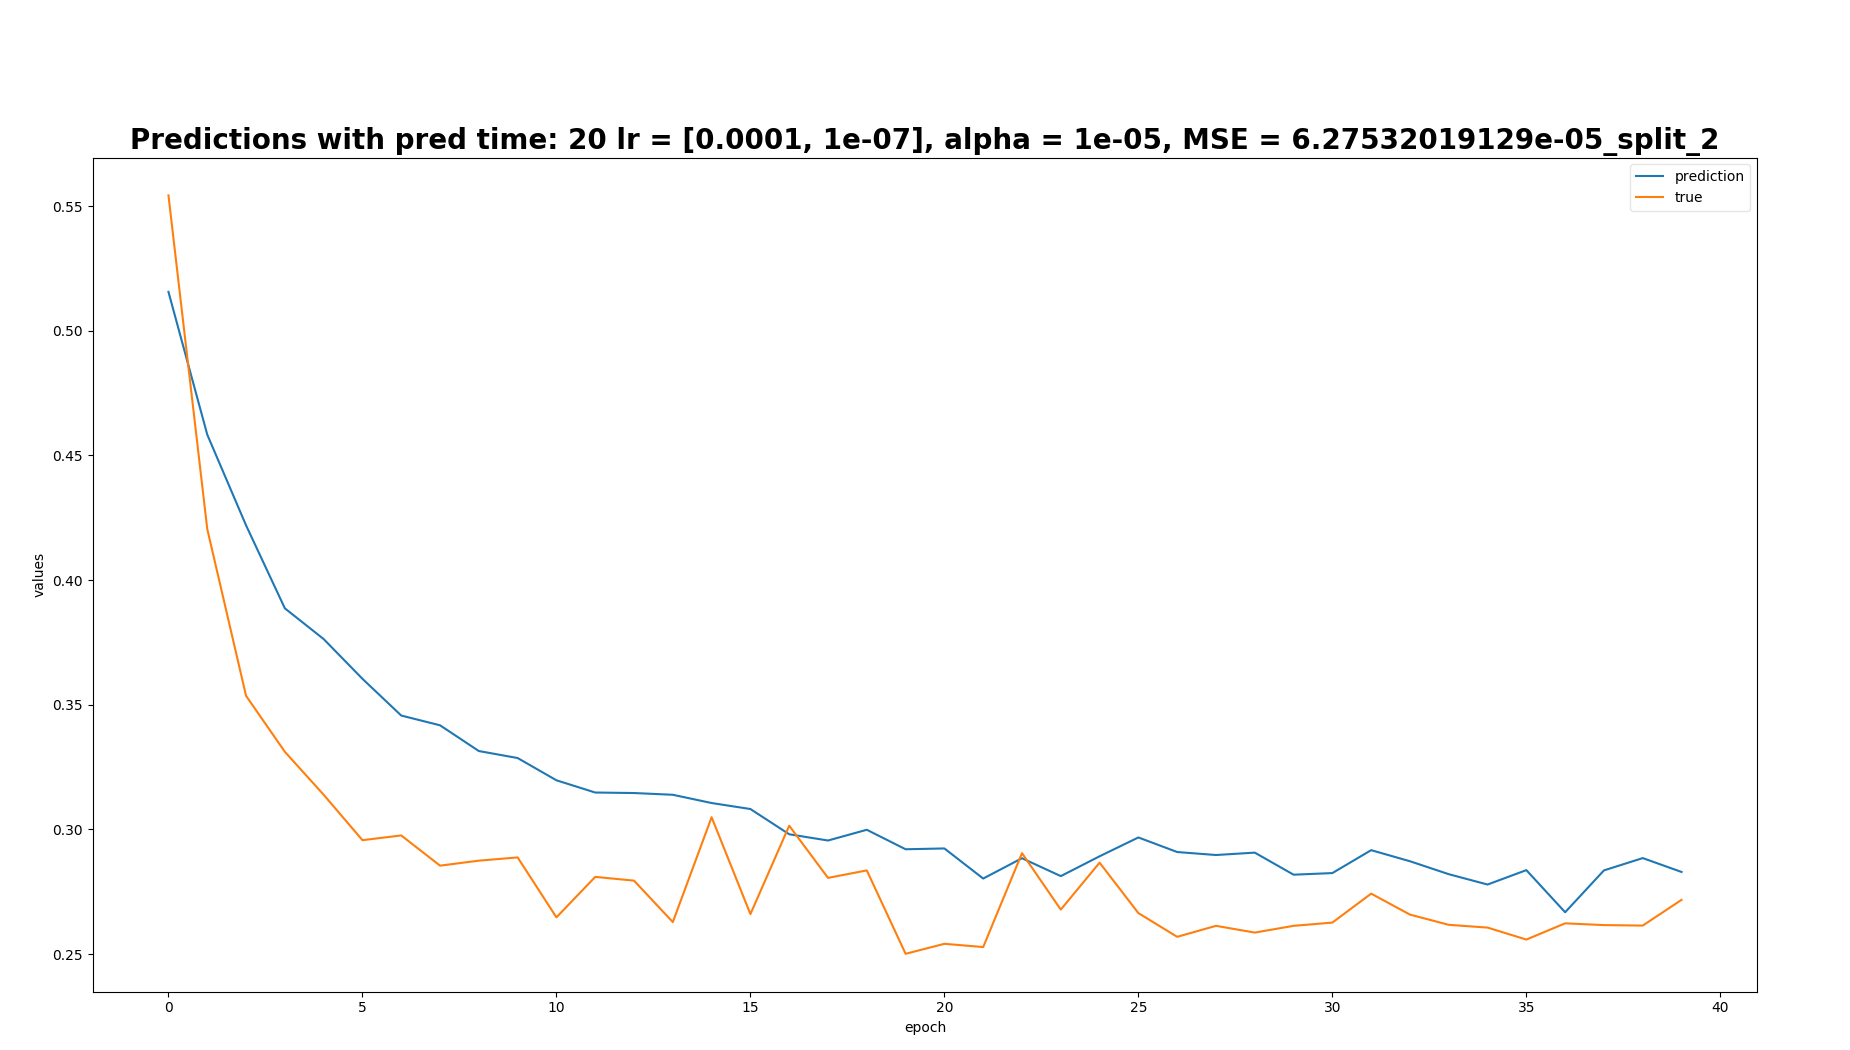 Predictions with pred time: 20 lr = [0.0001, 1e-07], alpha = 1e-05, MSE = 6.27532019129e-05_split_2
prediction
true
0.55
0.50
0.45
0.40
0.35
0.30
0.25
values
0 5 10 15 20 25 30 35 40
epoch